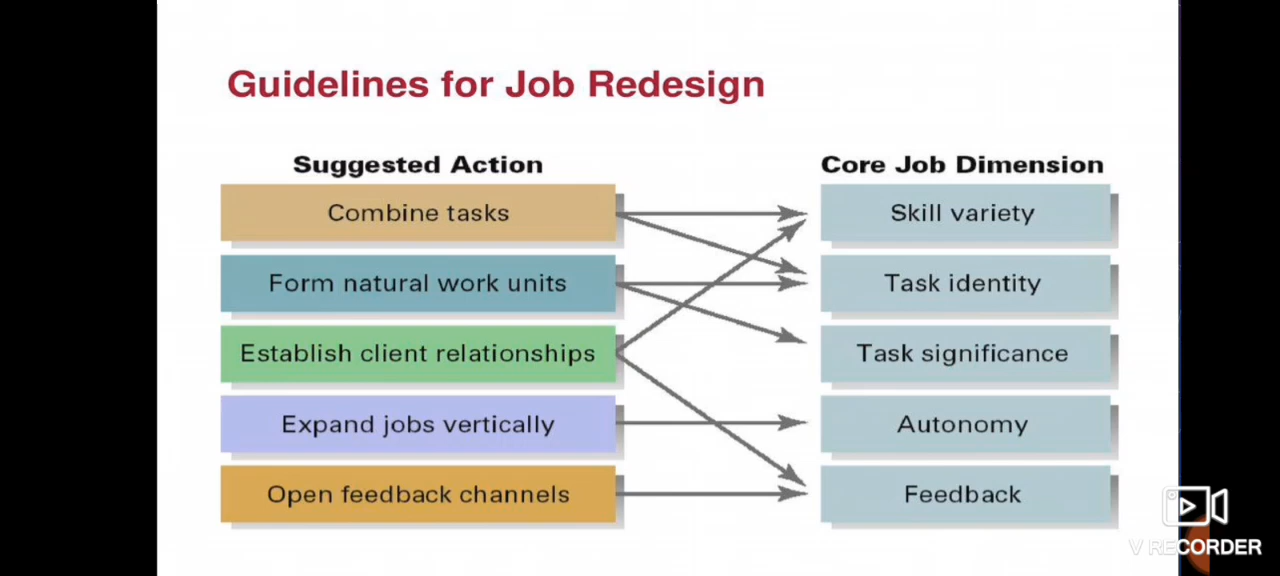 Guidelines for Job Redesign
Suggested Action
Core Job Dimension
Combine tasks
Skill variety
Form natural work units
Task identity
Establish client relationships
Task significance
Expand jobs vertically
Autonomy
Open feedback channels
Feedback
V RECORDER